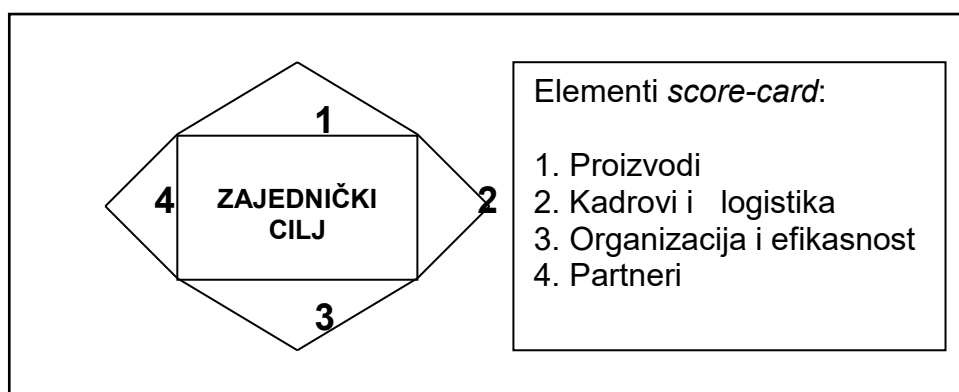 1
4
ZAJEDNIČKI
CILJ
2
3
Elementi score-card:
1. Proizvodi
2. Kadrovi i   logistika
3. Organizacija i efikasnost
4. Partneri